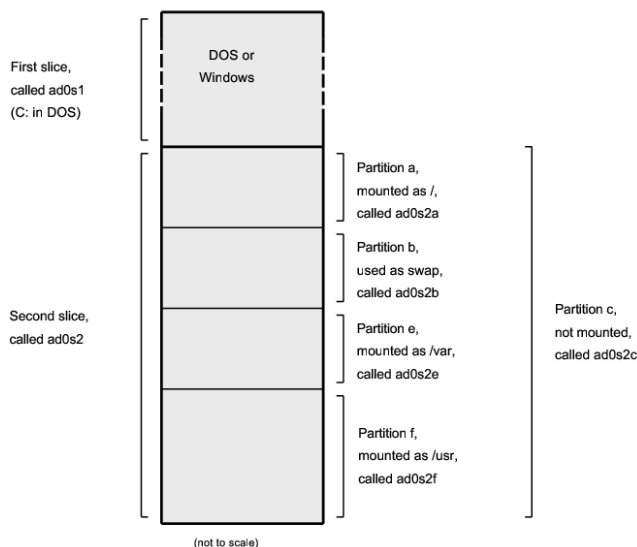 DOS or
Windows
First slice,
called ad0s1
(C: in DOS)
Partition a,
mounted as /,
called ad0s2a
Partition b,
used as swap,
called ad0s2b
Second slice,
called ad0s2
Partition c,
not mounted,
called ad0s2c
Partition e,
mounted as /var,
called ad0s2e
Partition f,
mounted as /usr,
called ad0s2f
(not to scale)